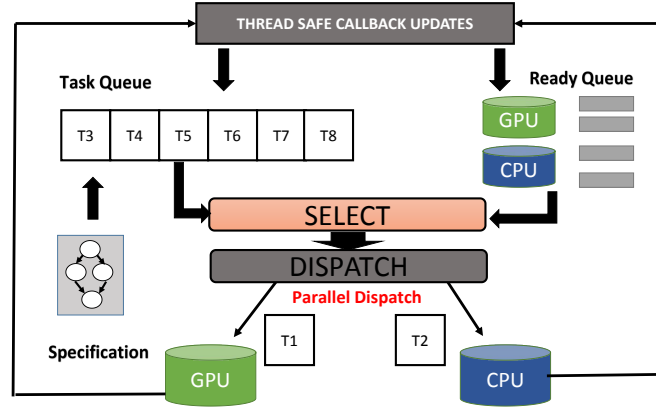 THREAD SAFE CALLBACK UPDATES
Task Queue
Ready Queue
T3 T4 T5 T6 T7 T8
GPU
CPU
SELECT
DISPATCH
Parallel Dispatch
T1 T2
Specification
GPU CPU